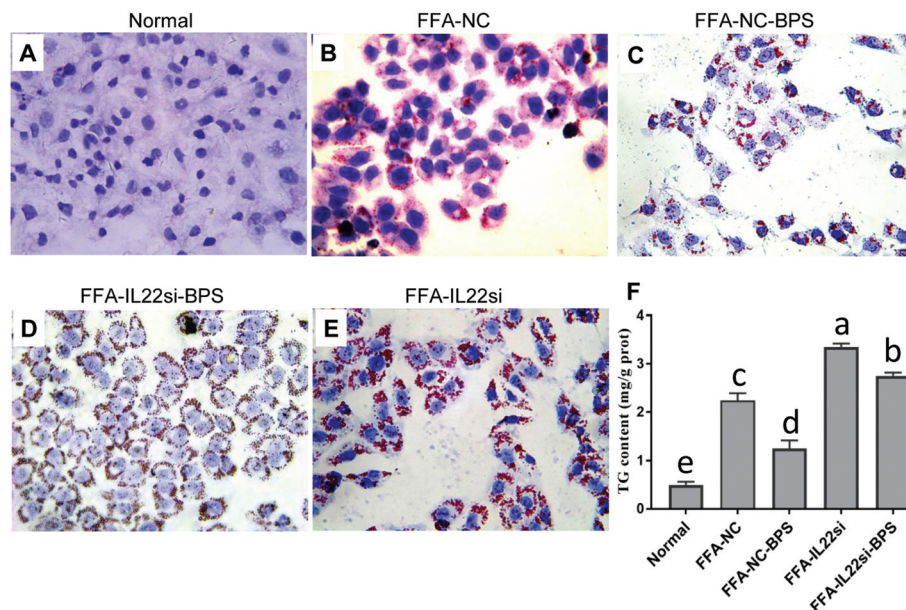 Normal
FFA-NC
FFA-NC-BPS
A
B
C
FFA-IL22si-BPS
FFA-IL22si
D
E
F
TG content (mg/g prot)
4
3
2
1
0
e
c
d
a
b
Normal
FFA-NC
FFA-NC-BPS
FFA-IL22si
FFA-IL22si-BPS